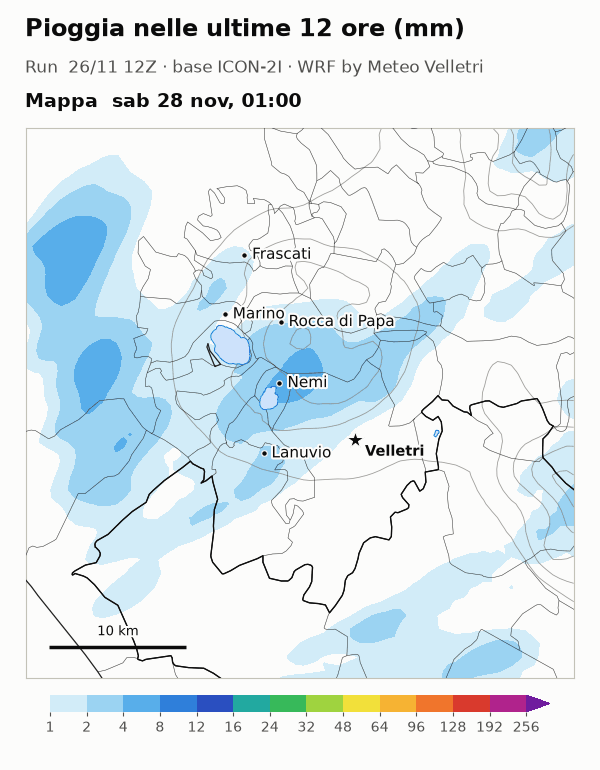 Pioggia nelle ultime 12 ore (mm)
Run  26/11 12Z · base ICON-2I · WRF by Meteo Velletri
Mappa  sab 28 nov, 01:00
Frascati
Marino
Rocca di Papa
Nemi
Velletri
Lanuvio
10 km
1 2 4 8 12 16 24 32 48 64 96 128 192 256